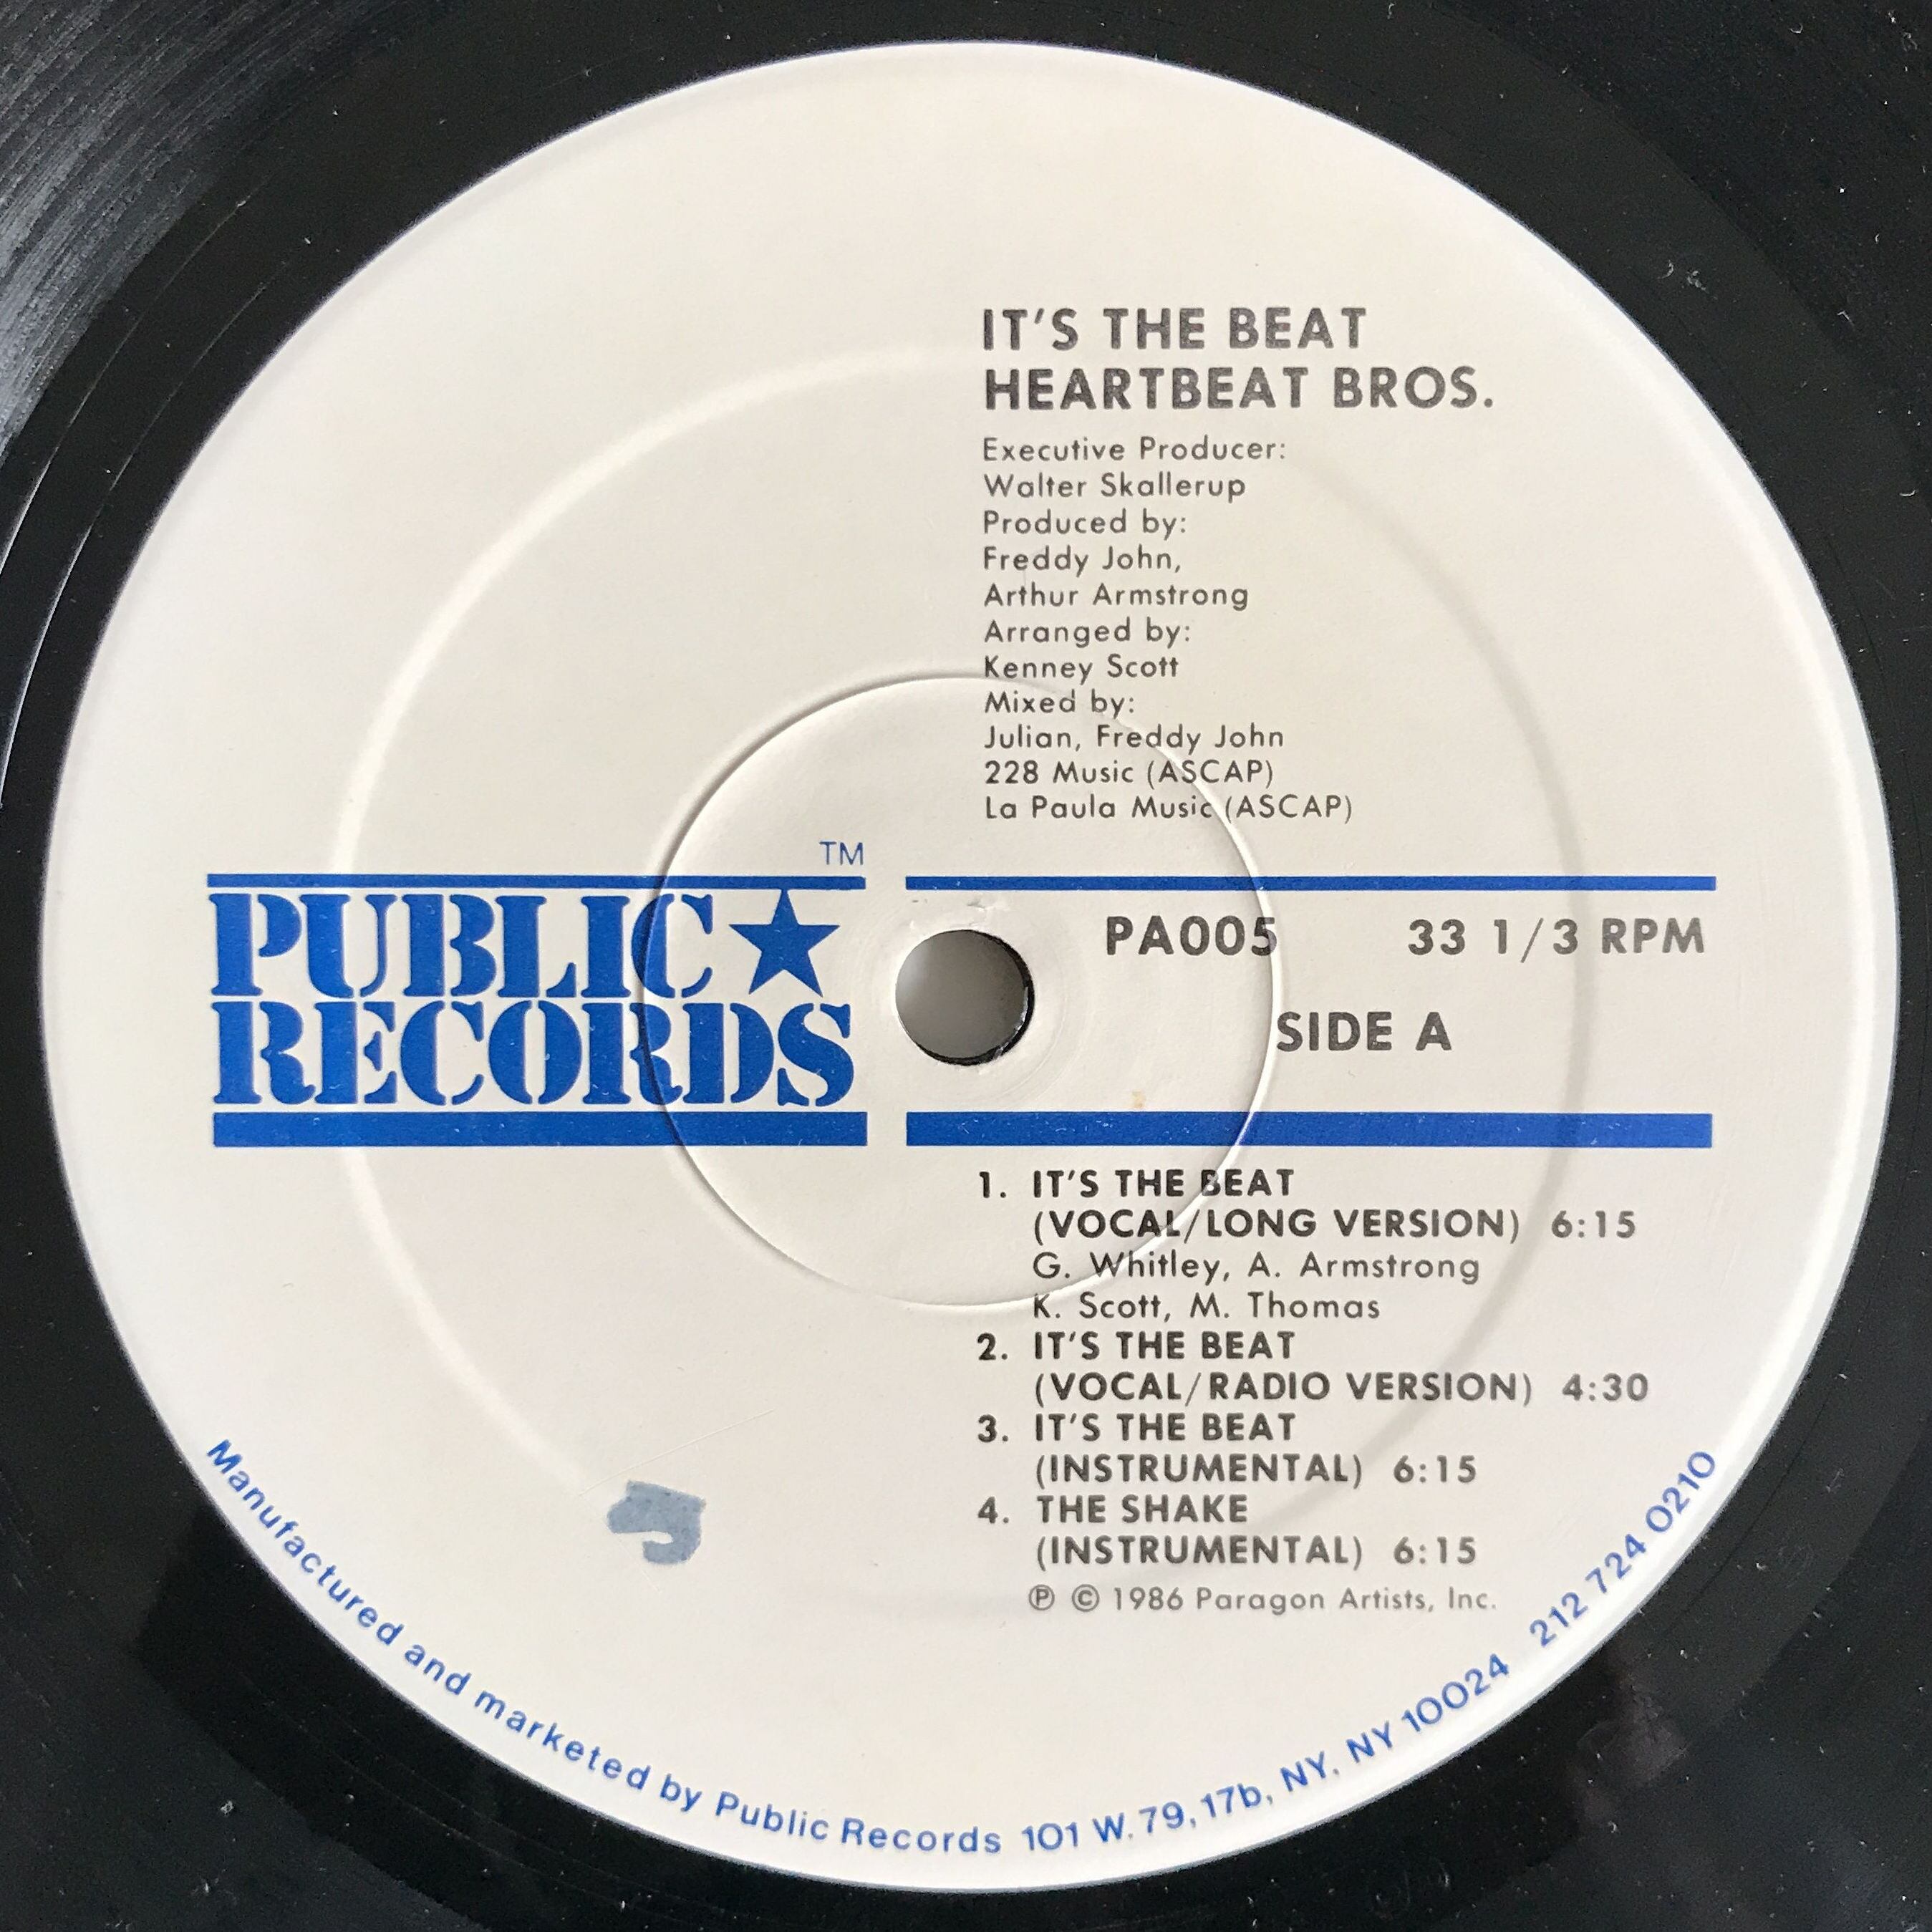 IT'S THE BEAT
HEARTBEAT BROS.
Executive Producer:
Walter Skallerup
Produced by:
Freddy John,
Arthur Armstrong
Arranged by:
Kenney Scott
Mixed by:
Julian, Freddy John
228 Music (ASCAP)
La Paula Music (ASCAP)
TM
PUBLIC★
RECORDS
PA005 33 1/3 RPM
SIDE A
1. IT'S THE BEAT
(VOCAL/LONG VERSION) 6:15
G. Whitley, A. Armstrong
K. Scott, M. Thomas
2. IT'S THE BEAT
(VOCAL/RADIO VERSION) 4:30
3. IT'S THE BEAT
(INSTRUMENTAL) 6:15
4. THE SHAKE
(INSTRUMENTAL) 6:15
℗ © 1986 Paragon Artists, Inc.
Manufactured and marketed by Public Records 101 W. 79, 17b, NY, NY 10024 212 724 0210